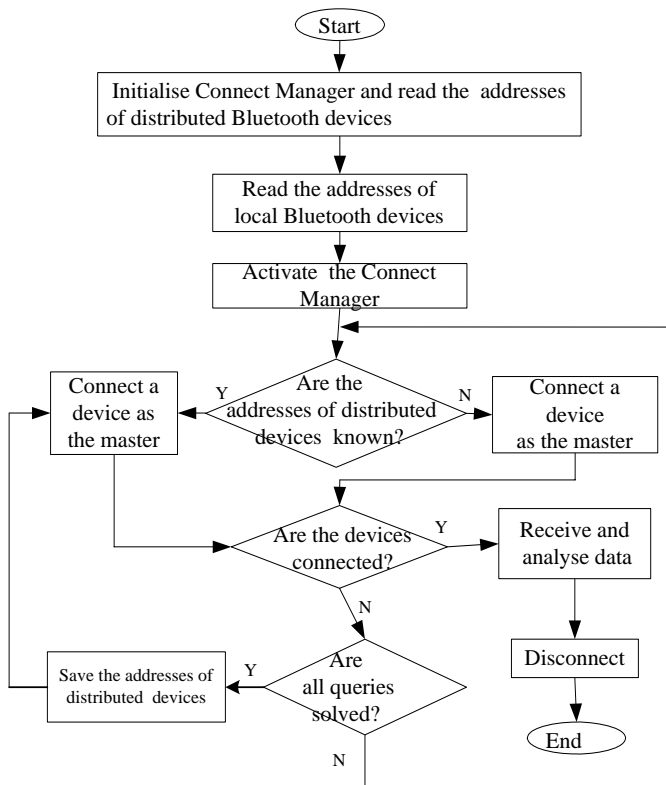 Start
Initialise Connect Manager and read the addresses
of distributed Bluetooth devices
Read the addresses of
local Bluetooth devices
Activate the Connect
Manager
Are the
addresses of distributed
devices known?
Y
N
Connect a
device as
the master
Connect a
device
as the master
Are the devices
connected?
Y
N
Receive and
analyse data
Disconnect
End
Are
all queries
solved?
Y
N
Save the addresses of
distributed devices